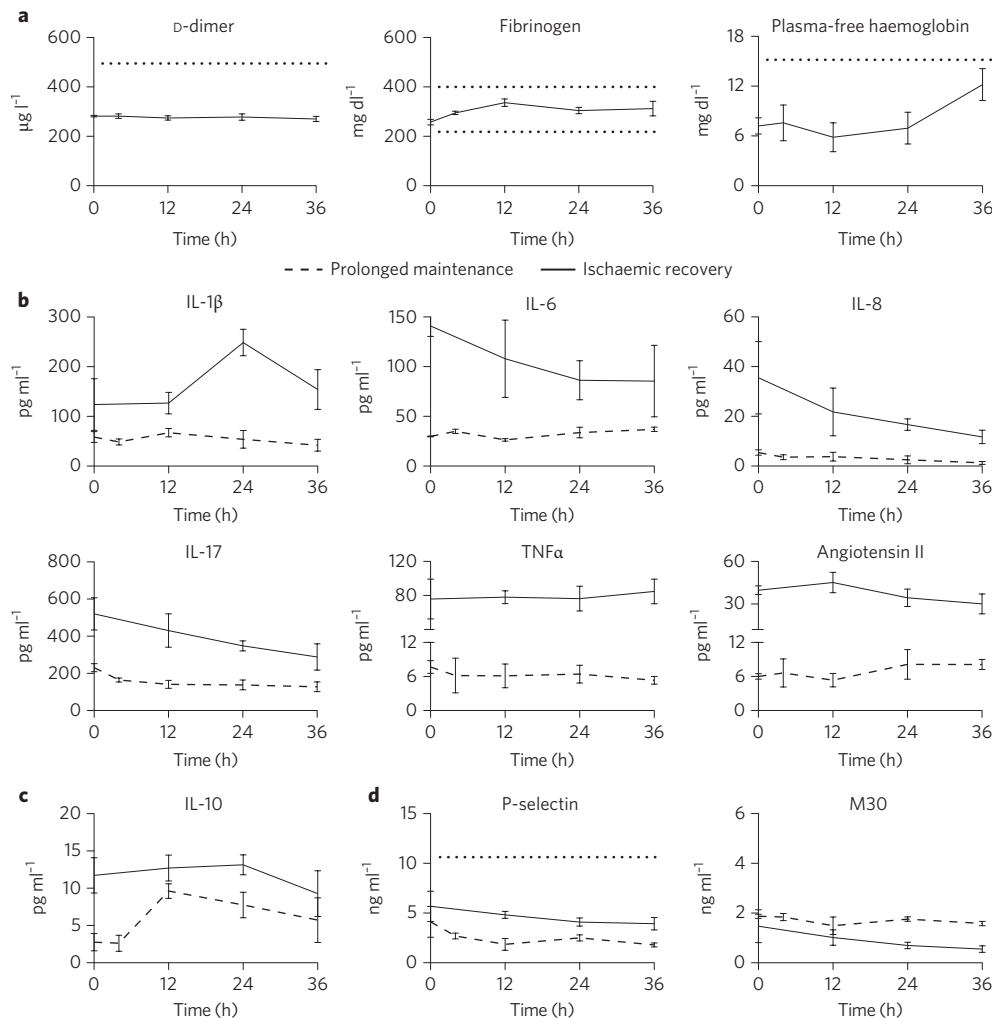 a
D-dimer
600
400
200
0
µg l⁻¹
0 12 24 36
Time (h)
Fibrinogen
600
400
200
0
mg dl⁻¹
0 12 24 36
Time (h)
Plasma-free haemoglobin
18
12
6
0
mg dl⁻¹
0 12 24 36
Time (h)
Prolonged maintenance Ischaemic recovery
b
IL-1β
300
200
100
0
pg ml⁻¹
0 12 24 36
Time (h)
IL-6
150
100
50
0
pg ml⁻¹
0 12 24 36
Time (h)
IL-8
60
40
20
0
pg ml⁻¹
0 12 24 36
Time (h)
IL-17
800
600
400
200
0
pg ml⁻¹
0 12 24 36
Time (h)
TNFα
120
80
12
6
0
pg ml⁻¹
0 12 24 36
Time (h)
Angiotensin II
60
30
12
6
0
pg ml⁻¹
0 12 24 36
Time (h)
c
IL-10
20
15
10
5
0
pg ml⁻¹
0 12 24 36
Time (h)
d
P-selectin
15
10
5
0
ng ml⁻¹
0 12 24 36
Time (h)
M30
6
4
2
0
ng ml⁻¹
0 12 24 36
Time (h)